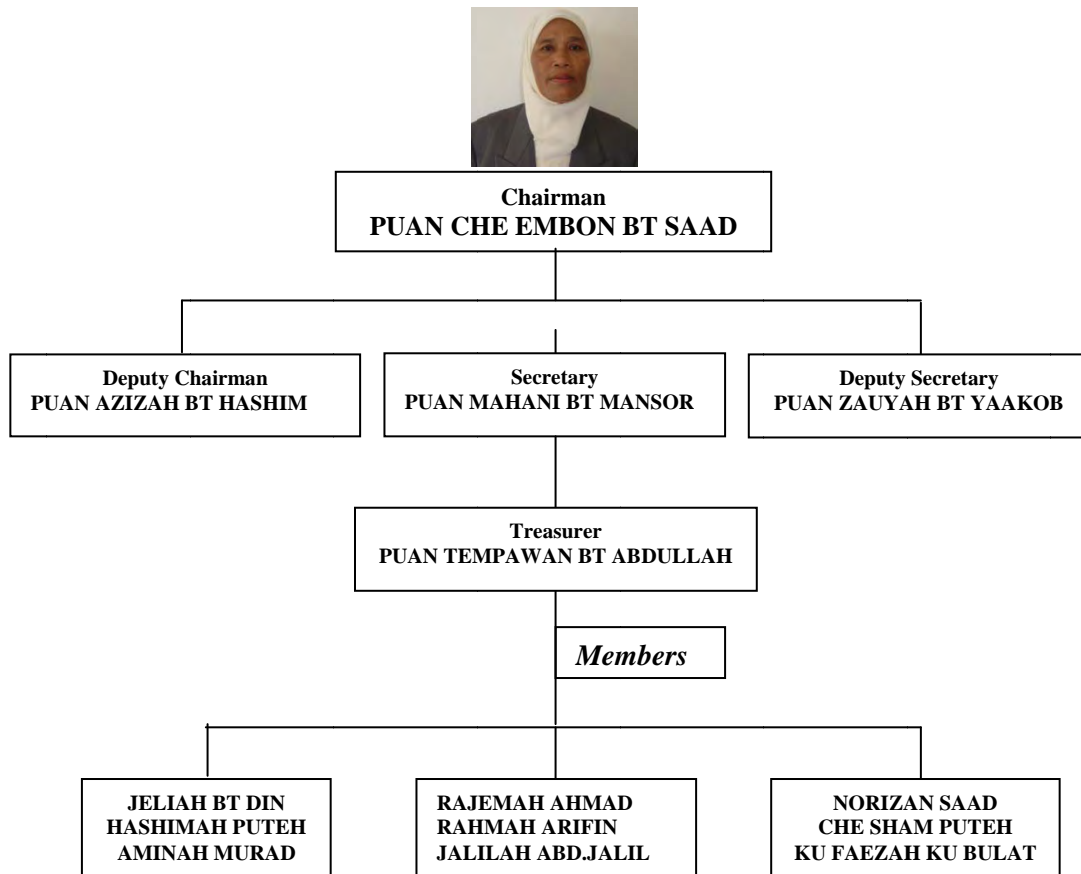 Chairman
PUAN CHE EMBON BT SAAD
Deputy Chairman
PUAN AZIZAH BT HASHIM
Secretary
PUAN MAHANI BT MANSOR
Deputy Secretary
PUAN ZAUYAH BT YAAKOB
Treasurer
PUAN TEMPAWAN BT ABDULLAH
Members
JELIAH BT DIN
HASHIMAH PUTEH
AMINAH MURAD
RAJEMAH AHMAD
RAHMAH ARIFIN
JALILAH ABD.JALIL
NORIZAN SAAD
CHE SHAM PUTEH
KU FAEZAH KU BULAT